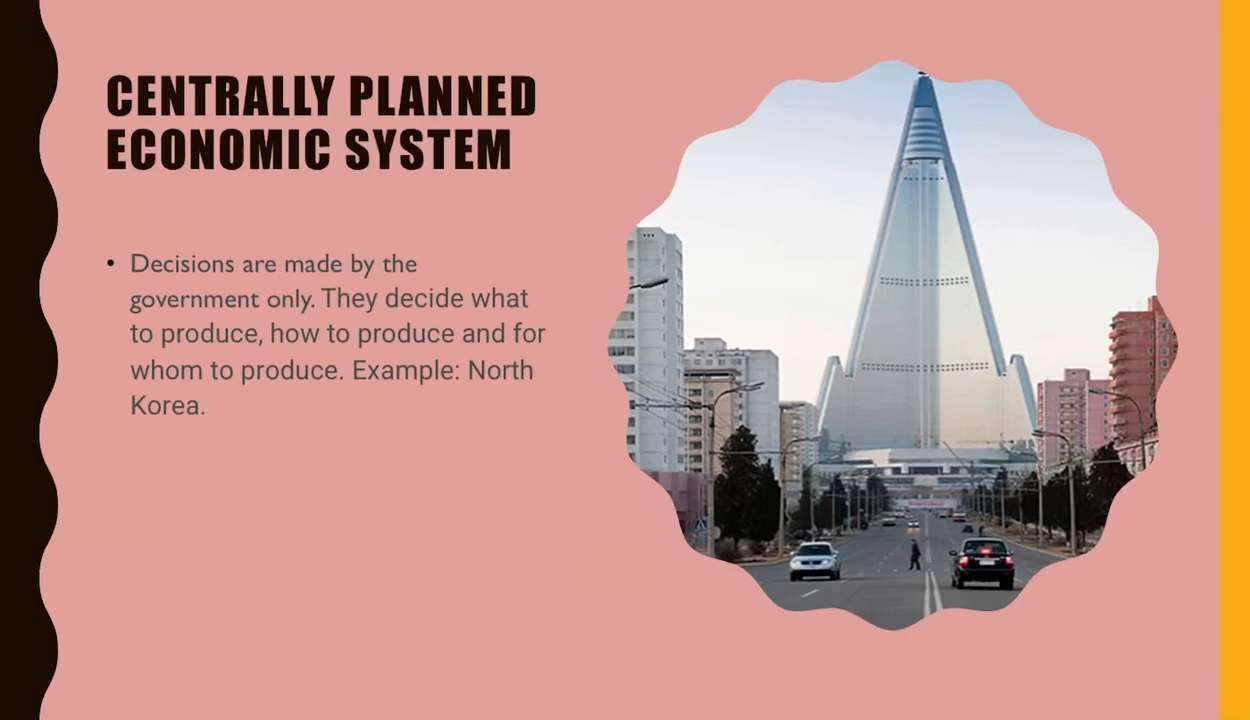 CENTRALLY PLANNED
ECONOMIC SYSTEM
• Decisions are made by the
government only. They decide what
to produce, how to produce and for
whom to produce. Example: North
Korea.